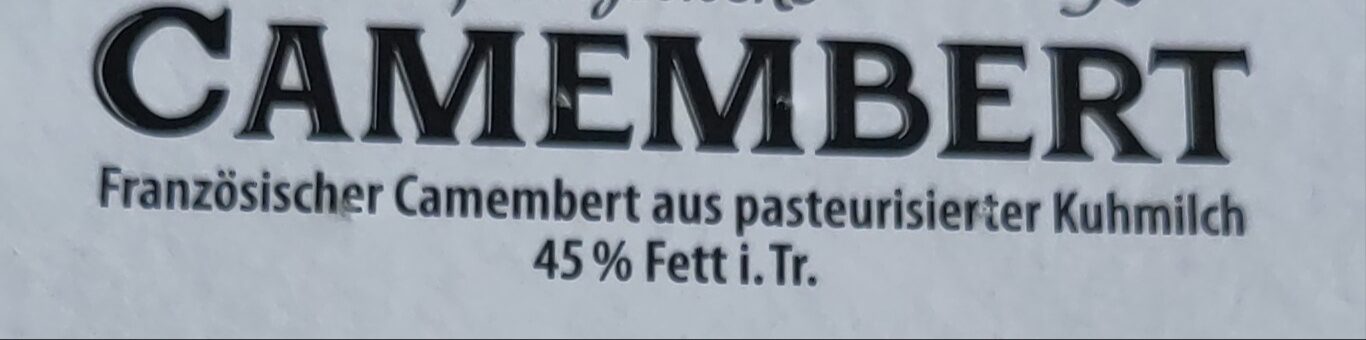 CAMEMBERT
Französischer Camembert aus pasteurisierter Kuhmilch
45 % Fett i. Tr.